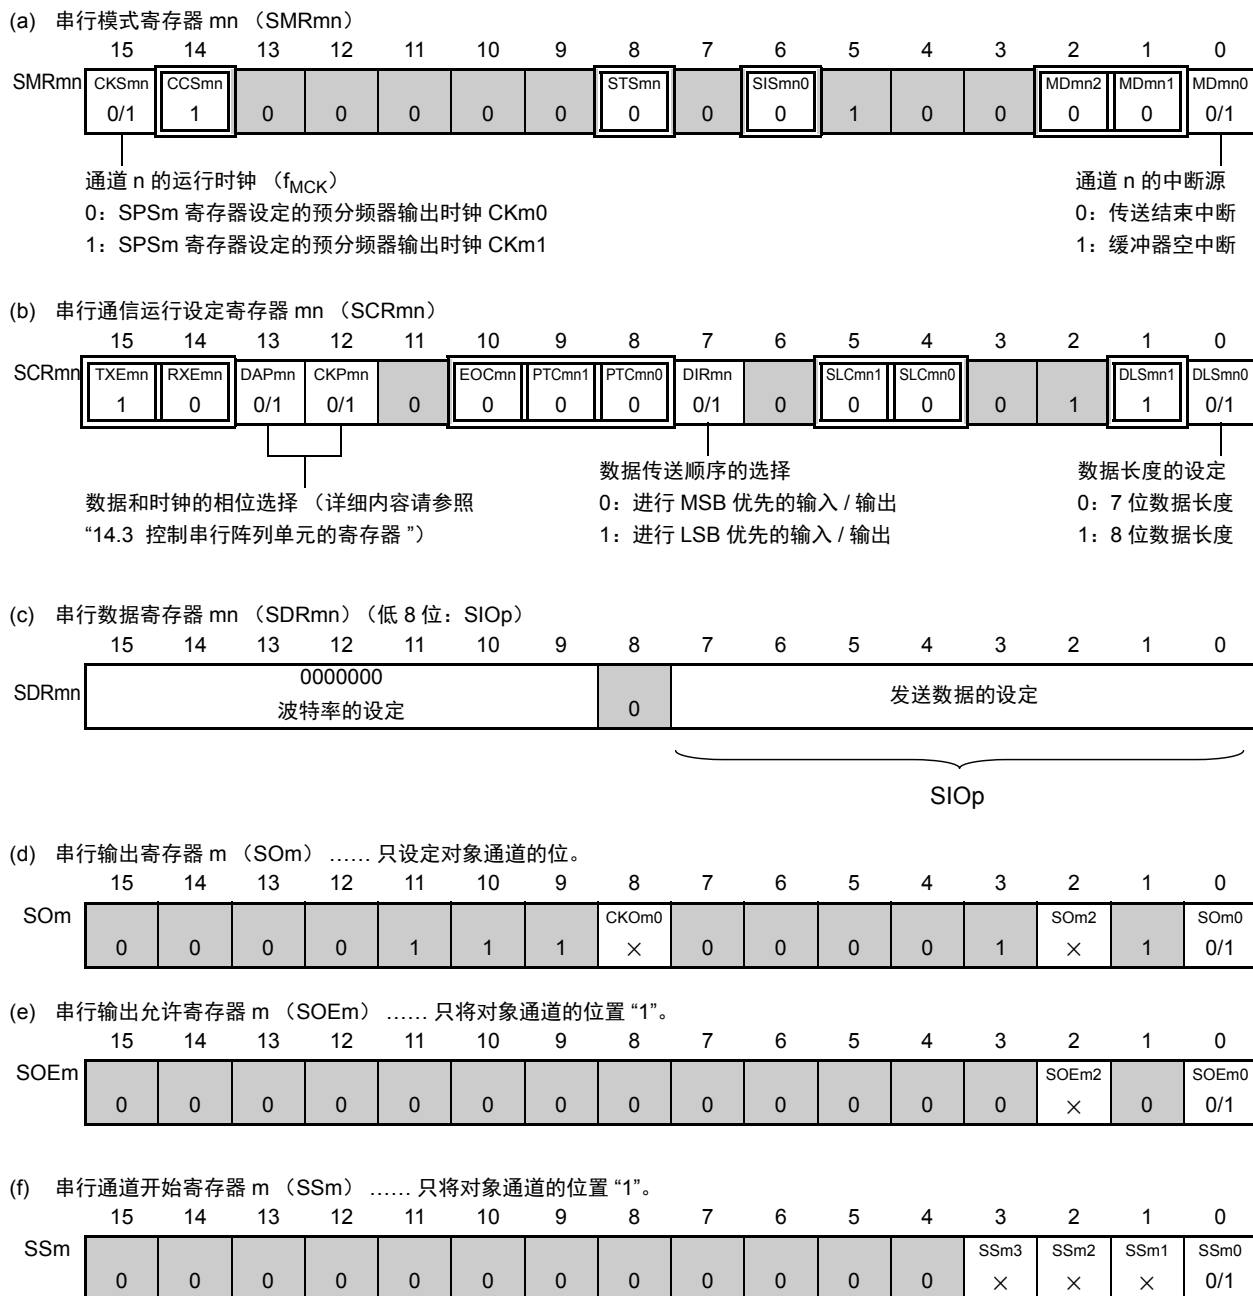 (a) 串行模式寄存器 mn （SMRmn）
15 14 13 12 11 10 9 8 7 6 5 4 3 2 1 0
SMRmn CKSmn CCSmn STSmn SISmn0 MDmn2 MDmn1 MDmn0
0/1 1 0 0 0 0 0 0 0 0 1 0 0 0 0 0/1
通道 n 的运行时钟 （fMCK） 通道 n 的中断源
0：SPSm 寄存器设定的预分频器输出时钟 CKm0 0：传送结束中断
1：SPSm 寄存器设定的预分频器输出时钟 CKm1 1：缓冲器空中断
(b) 串行通信运行设定寄存器 mn （SCRmn）
15 14 13 12 11 10 9 8 7 6 5 4 3 2 1 0
SCRmn TXEmn RXEmn DAPmn CKPmn EOCmn PTCmn1 PTCmn0 DIRmn SLCmn1 SLCmn0 DLSmn1 DLSmn0
1 0 0/1 0/1 0 0 0 0 0/1 0 0 0 0 1 1 0/1
数据传送顺序的选择 数据长度的设定
数据和时钟的相位选择 （详细内容请参照 0：进行 MSB 优先的输入 / 输出 0：7 位数据长度
“14.3 控制串行阵列单元的寄存器 ”） 1：进行 LSB 优先的输入 / 输出 1：8 位数据长度
(c) 串行数据寄存器 mn （SDRmn）（低 8 位：SIOp）
15 14 13 12 11 10 9 8 7 6 5 4 3 2 1 0
0000000
SDRmn 波特率的设定 0 发送数据的设定
SIOp
(d) 串行输出寄存器 m （SOm） …… 只设定对象通道的位。
15 14 13 12 11 10 9 8 7 6 5 4 3 2 1 0
SOm CKOm0 SOm2 SOm0
0 0 0 0 1 1 1 × 0 0 0 0 1 × 1 0/1
(e) 串行输出允许寄存器 m （SOEm） …… 只将对象通道的位置 “1”。
15 14 13 12 11 10 9 8 7 6 5 4 3 2 1 0
SOEm SOEm2 SOEm0
0 0 0 0 0 0 0 0 0 0 0 0 0 × 0 0/1
(f) 串行通道开始寄存器 m （SSm） …… 只将对象通道的位置 “1”。
15 14 13 12 11 10 9 8 7 6 5 4 3 2 1 0
SSm SSm3 SSm2 SSm1 SSm0
0 0 0 0 0 0 0 0 0 0 0 0 × × × 0/1